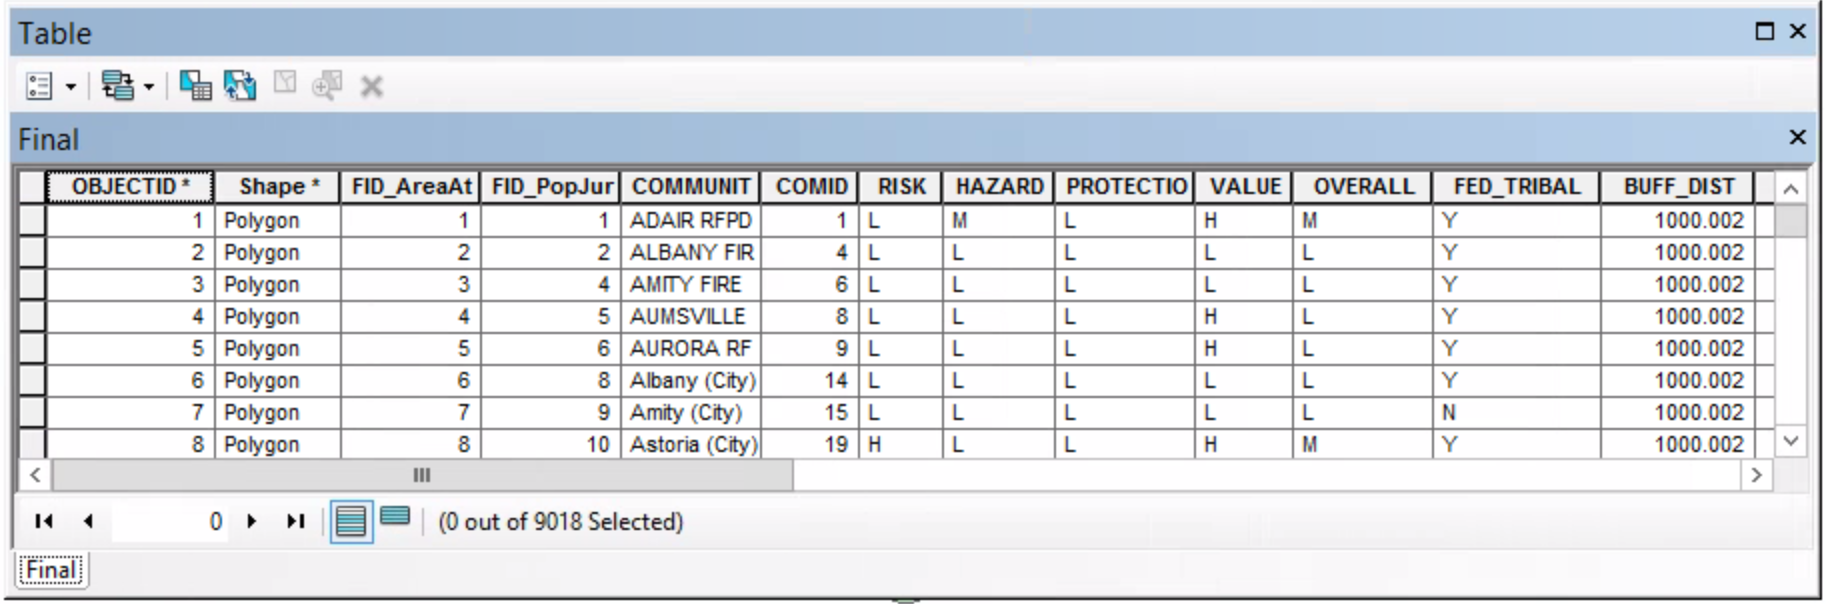 Table
Final
OBJECTID * Shape * FID_AreaAt FID_PopJur COMMUNIT COMID RISK HAZARD PROTECTIO VALUE OVERALL FED_TRIBAL BUFF_DIST
1 Polygon 1 1 ADAIR RFPD 1 L M L H M Y 1000.002
2 Polygon 2 2 ALBANY FIR 4 L L L L L Y 1000.002
3 Polygon 3 4 AMITY FIRE 6 L L L L L Y 1000.002
4 Polygon 4 5 AUMSVILLE 8 L L L H L Y 1000.002
5 Polygon 5 6 AURORA RF 9 L L L H L Y 1000.002
6 Polygon 6 8 Albany (City) 14 L L L L L Y 1000.002
7 Polygon 7 9 Amity (City) 15 L L L L L N 1000.002
8 Polygon 8 10 Astoria (City) 19 H L L H M Y 1000.002
0 (0 out of 9018 Selected)
Final